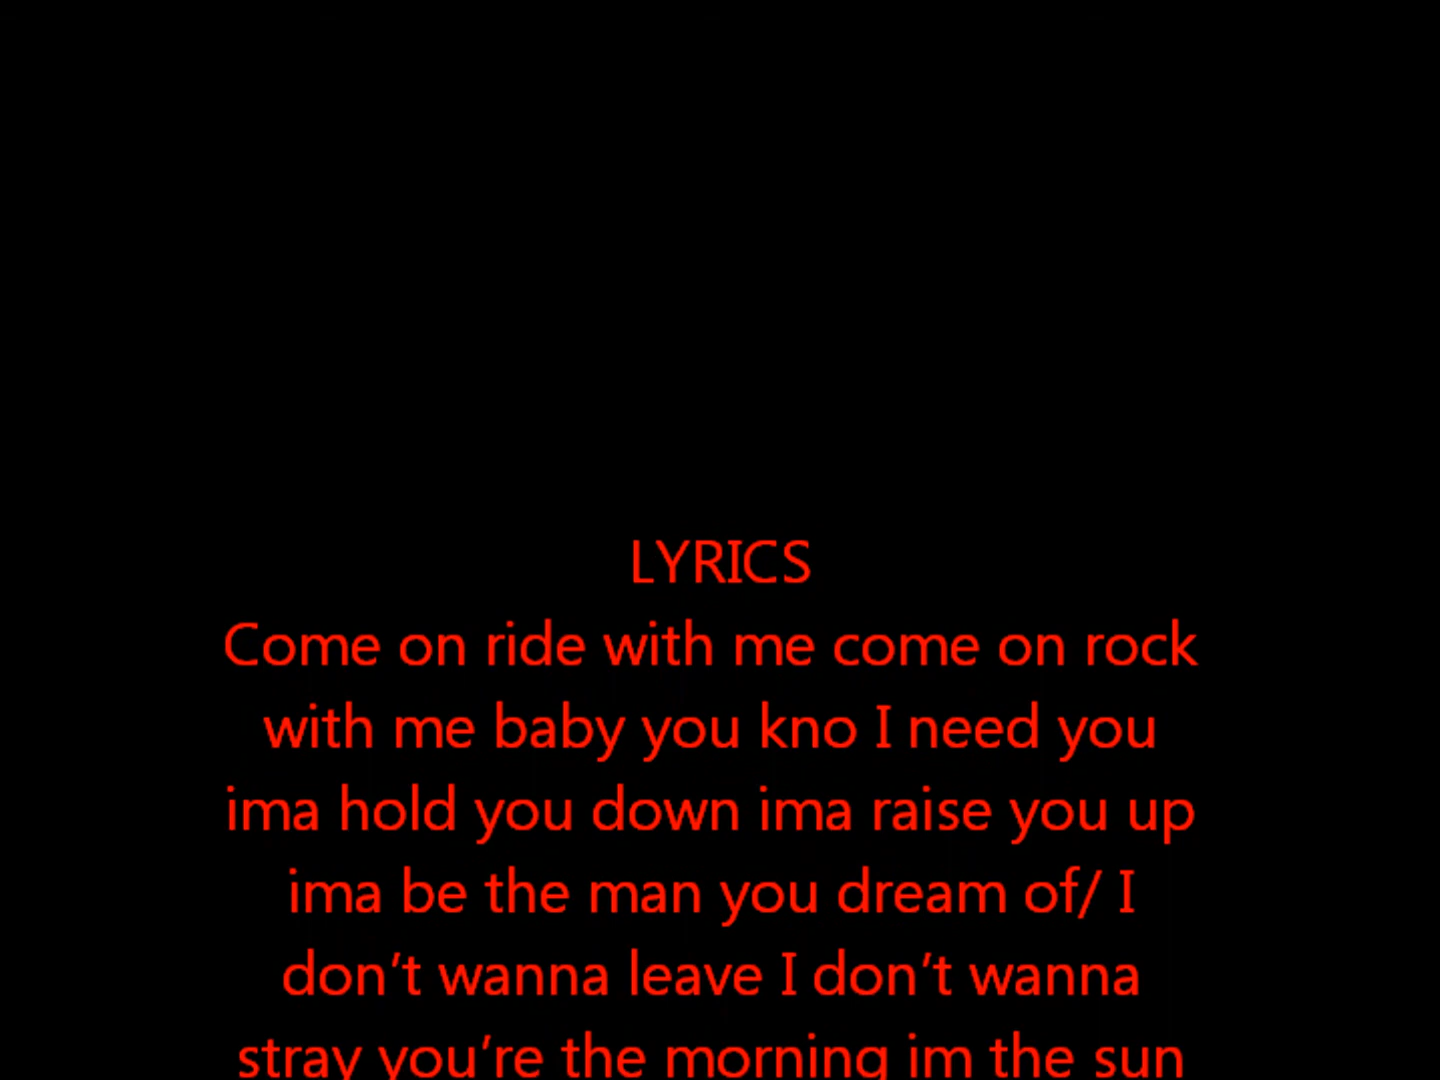 LYRICS
Come on ride with me come on rock
with me baby you kno I need you
ima hold you down ima raise you up
ima be the man you dream of/ I
don’t wanna leave I don’t wanna
stray you’re the morning im the sun